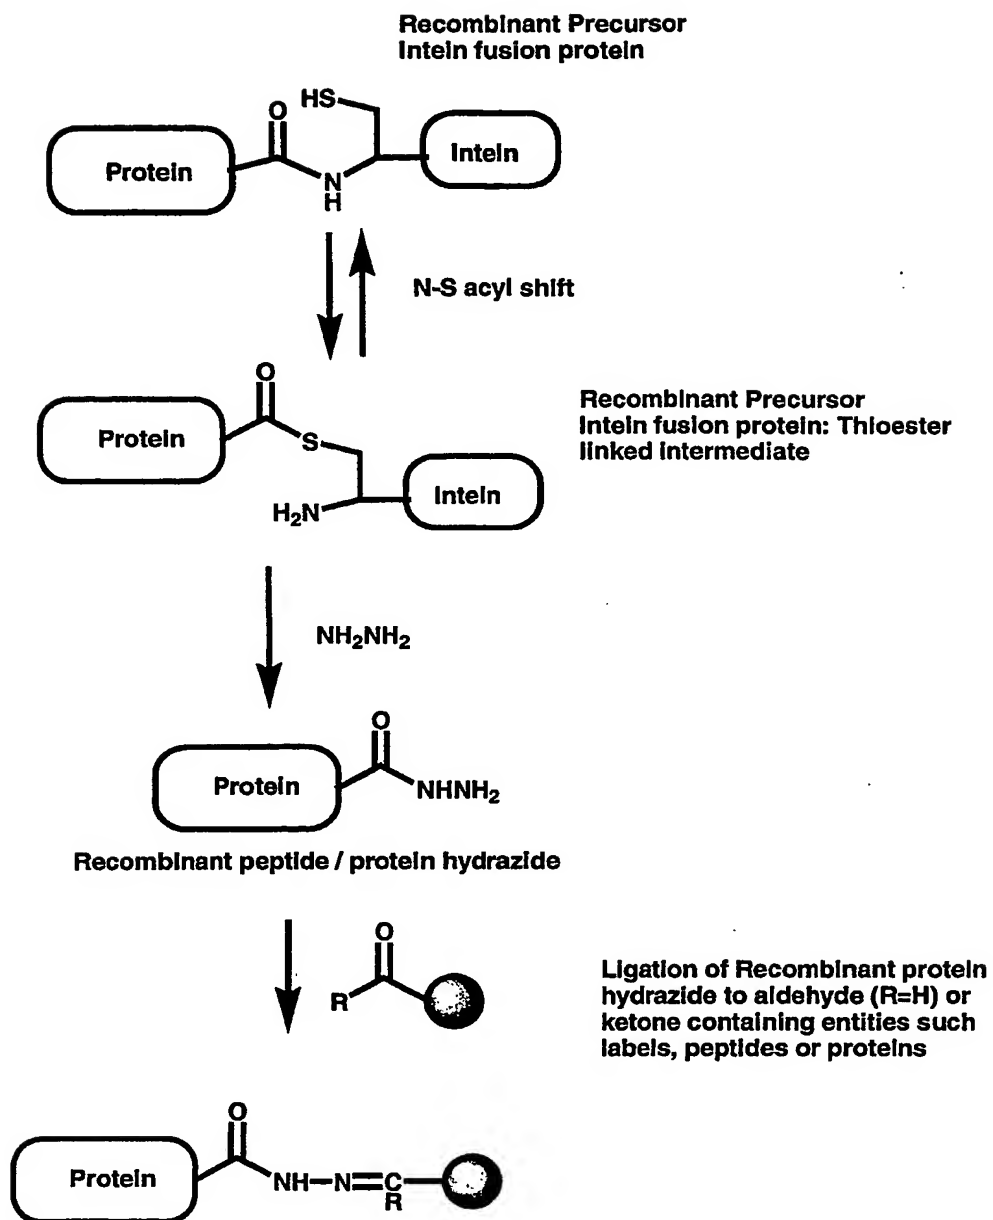 Recombinant Precursor
Intein fusion protein
O
HS
Protein
N
H
Intein
N-S acyl shift
O
Protein
S
H₂N
Intein
Recombinant Precursor
Intein fusion protein: Thioester
linked intermediate
NH₂NH₂
O
Protein
NHNH₂
Recombinant peptide / protein hydrazide
O
R
Ligation of Recombinant protein
hydrazide to aldehyde (R=H) or
ketone containing entities such
labels, peptides or proteins
O
Protein
NH-N=C
R